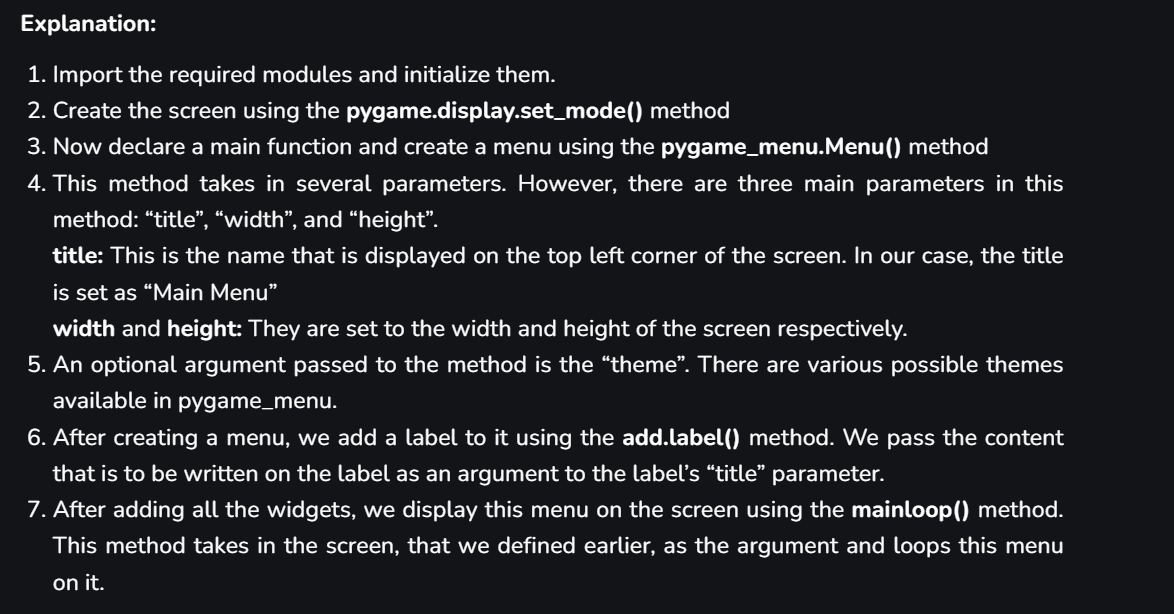 Explanation:
1. Import the required modules and initialize them.
2. Create the screen using the pygame.display.set_mode() method
3. Now declare a main function and create a menu using the pygame_menu.Menu() method
4. This method takes in several parameters. However, there are three main parameters in this
method: “title”, “width”, and “height”.
title: This is the name that is displayed on the top left corner of the screen. In our case, the title
is set as “Main Menu”
width and height: They are set to the width and height of the screen respectively.
5. An optional argument passed to the method is the “theme”. There are various possible themes
available in pygame_menu.
6. After creating a menu, we add a label to it using the add.label() method. We pass the content
that is to be written on the label as an argument to the label’s “title” parameter.
7. After adding all the widgets, we display this menu on the screen using the mainloop() method.
This method takes in the screen, that we defined earlier, as the argument and loops this menu
on it.